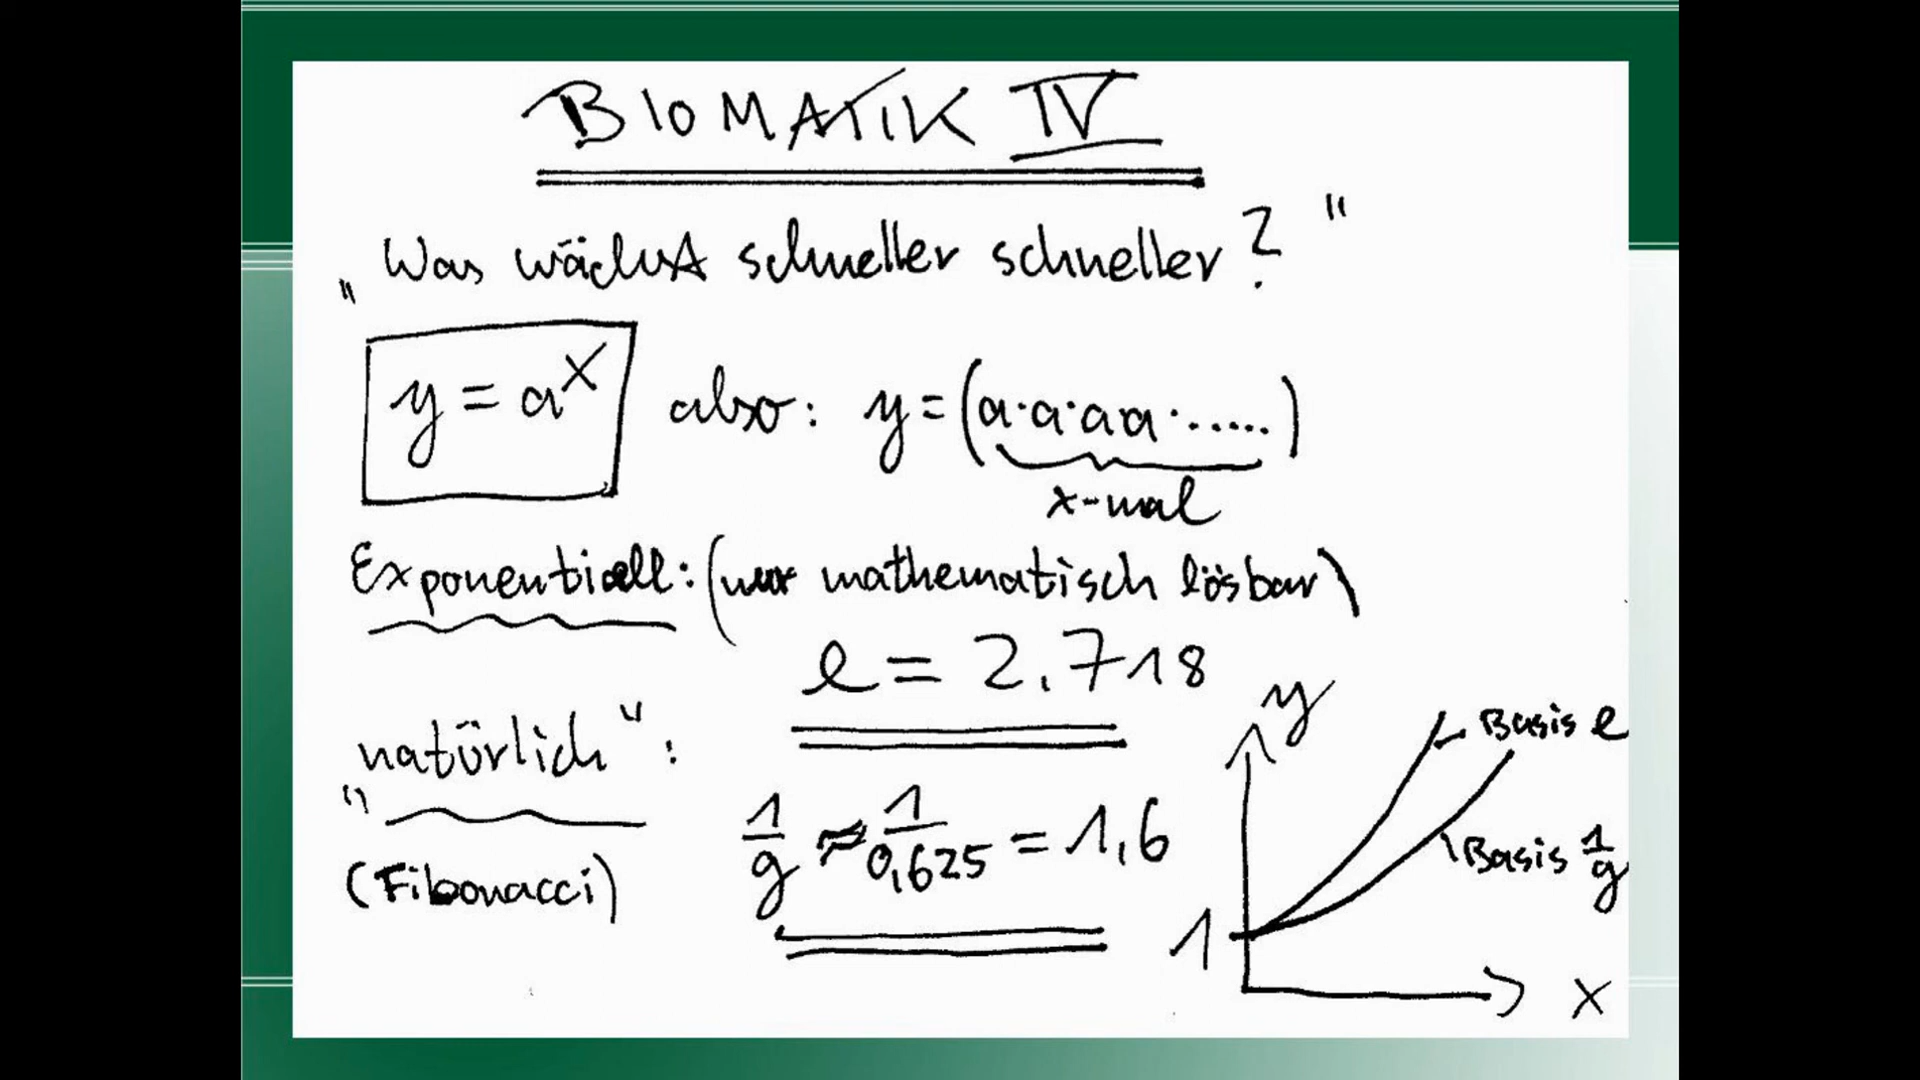 BIOMATIK IV
„Was wächst schneller schneller?"
y = a^x also: y = (a·a·aa·.....)
x-mal
Exponentiell: (nur mathematisch lösbar)
e = 2.718
„natürlich":
(Fibonacci)
1/g ≈ 1/0,625 = 1,6
y
Basis e
Basis 1/g
1
x